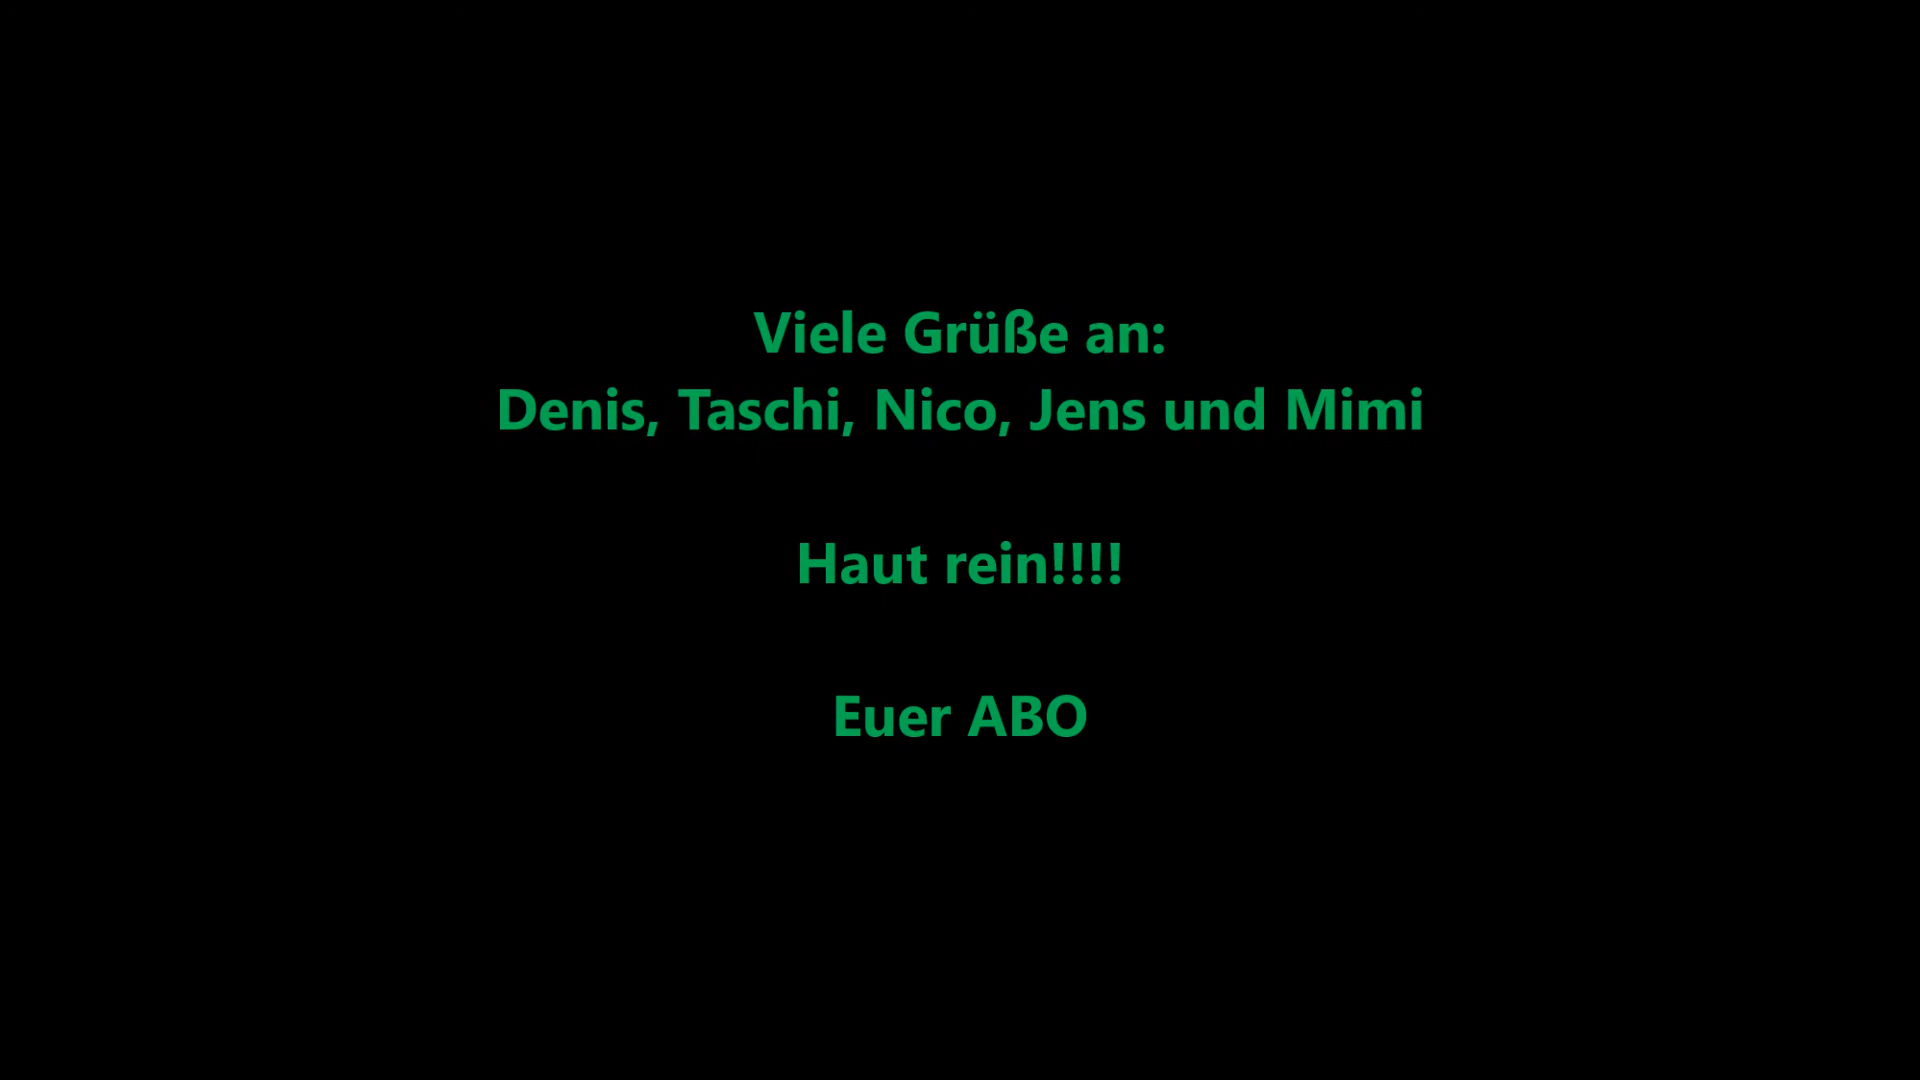 Viele Grüße an:
Denis, Taschi, Nico, Jens und Mimi
Haut rein!!!!
Euer ABO